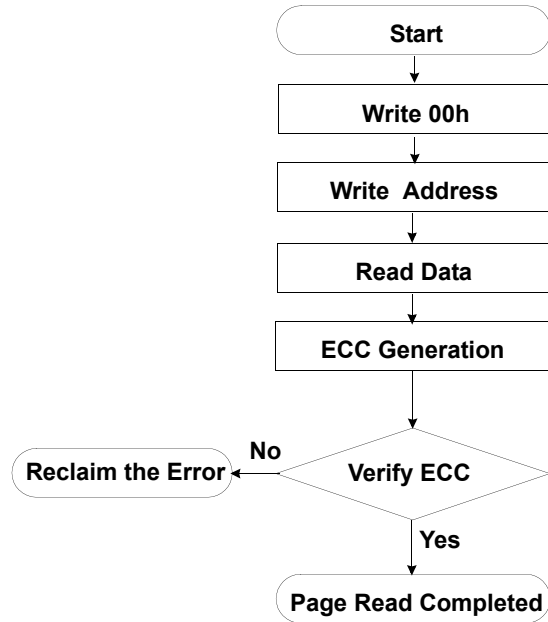 Start
Write 00h
Write Address
Read Data
ECC Generation
No
Reclaim the Error
Verify ECC
Yes
Page Read Completed